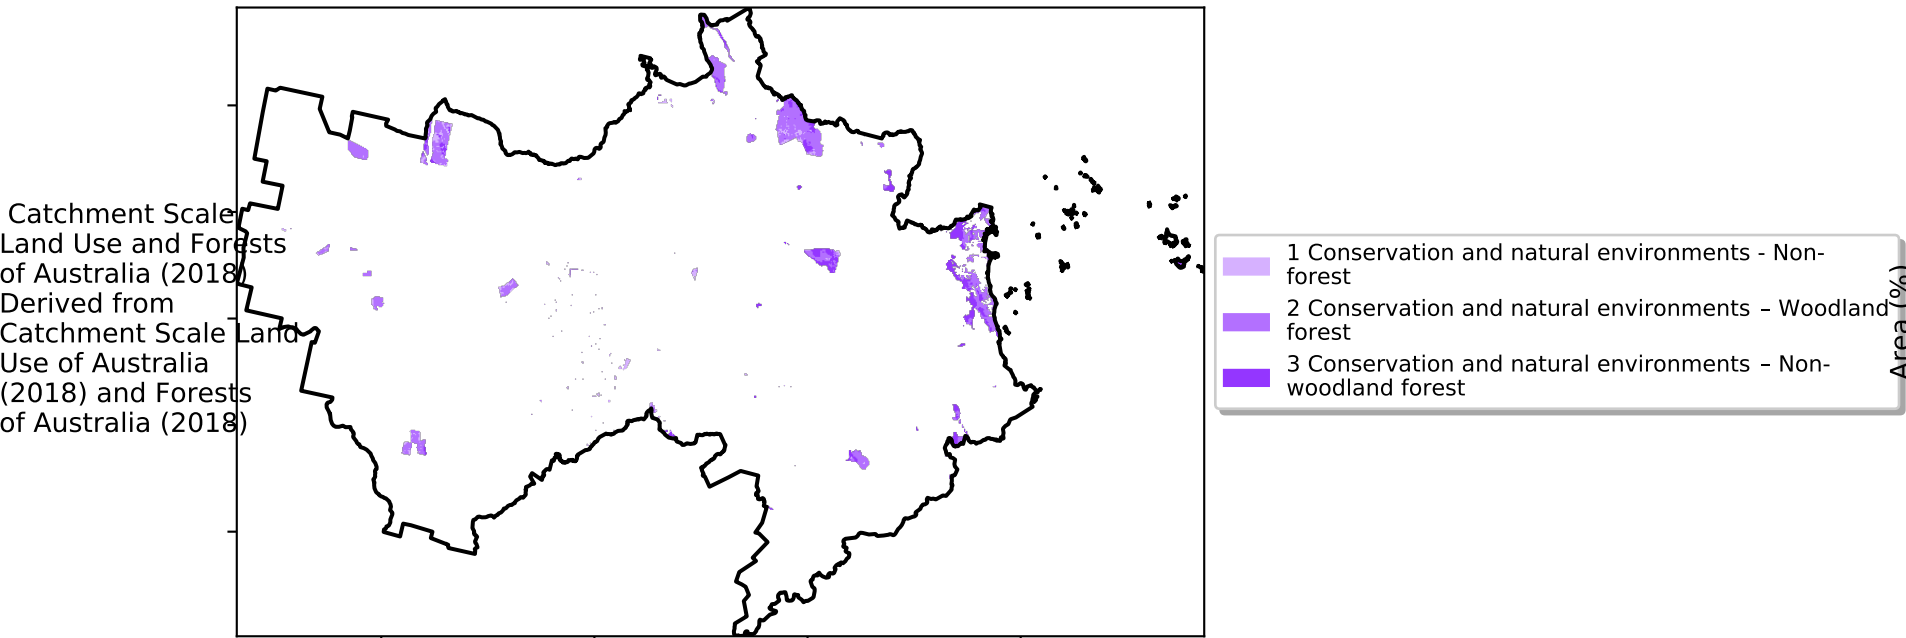 Catchment Scale
Land Use and Forests
of Australia (2018)
Derived from
Catchment Scale Land
Use of Australia
(2018) and Forests
of Australia (2018)
1 Conservation and natural environments - Non-
forest
2 Conservation and natural environments – Woodland
forest
3 Conservation and natural environments – Non-
woodland forest
Area (%)